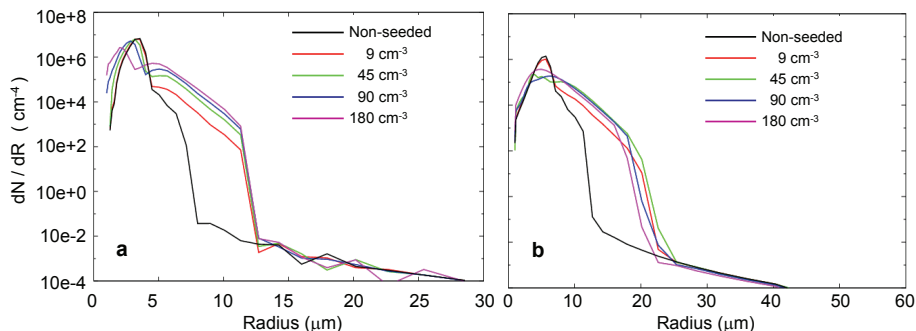 10e+8
10e+6
10e+4
10e+2
10e+0
10e−2
10e−4
dN / dR ( cm⁻⁴)
Non-seeded
9 cm⁻³
45 cm⁻³
90 cm⁻³
180 cm⁻³
a
0 5 10 15 20 25 30
Radius (μm)
Non-seeded
9 cm⁻³
45 cm⁻³
90 cm⁻³
180 cm⁻³
b
0 10 20 30 40 50 60
Radius (μm)